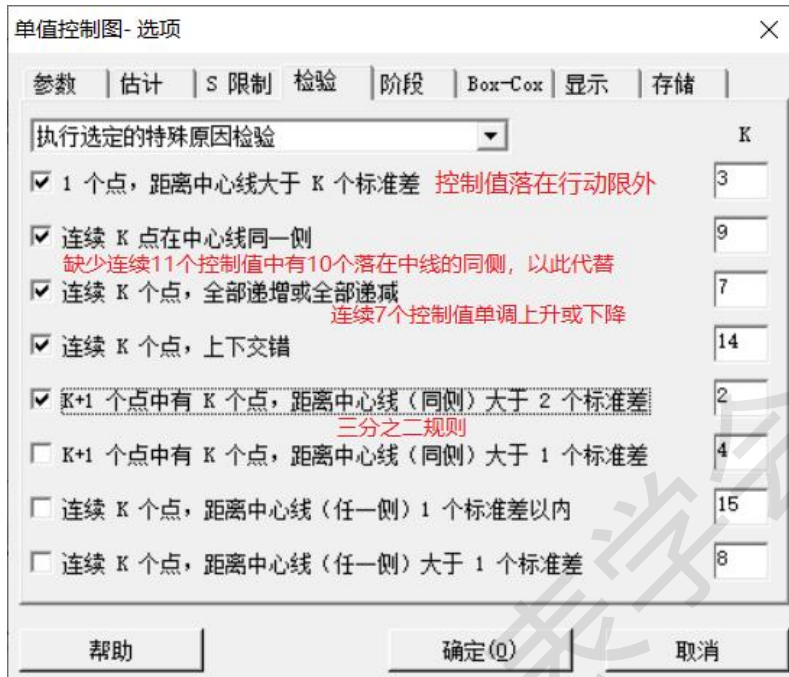 单值控制图- 选项
参数 估计 S 限制 检验 阶段 Box-Cox 显示 存储
执行选定的特殊原因检验 K
1 个点，距离中心线大于 K 个标准差 控制值落在行动限外 3
连续 K 点在中心线同一侧 9
缺少连续11个控制值中有10个落在中线的同侧，以此代替
连续 K 个点，全部递增或全部递减 7
连续7个控制值单调上升或下降
连续 K 个点，上下交错 14
K+1 个点中有 K 个点，距离中心线（同侧）大于 2 个标准差 2
三分之二规则
K+1 个点中有 K 个点，距离中心线（同侧）大于 1 个标准差 4
连续 K 个点，距离中心线（任一侧）1 个标准差以内 15
连续 K 个点，距离中心线（任一侧）大于 1 个标准差 8
帮助 确定(O) 取消